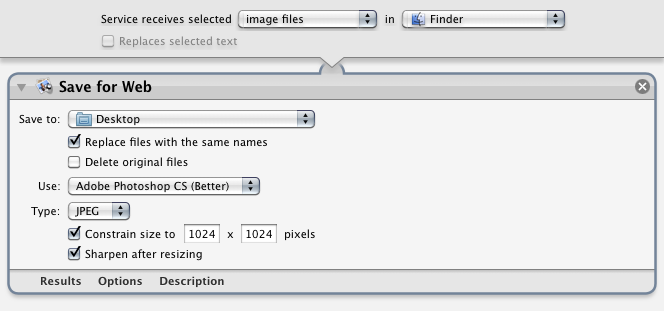 Service receives selected image files in Finder
Replaces selected text
Save for Web
Save to: Desktop
Replace files with the same names
Delete original files
Use: Adobe Photoshop CS (Better)
Type: JPEG
Constrain size to 1024 x 1024 pixels
Sharpen after resizing
Results Options Description